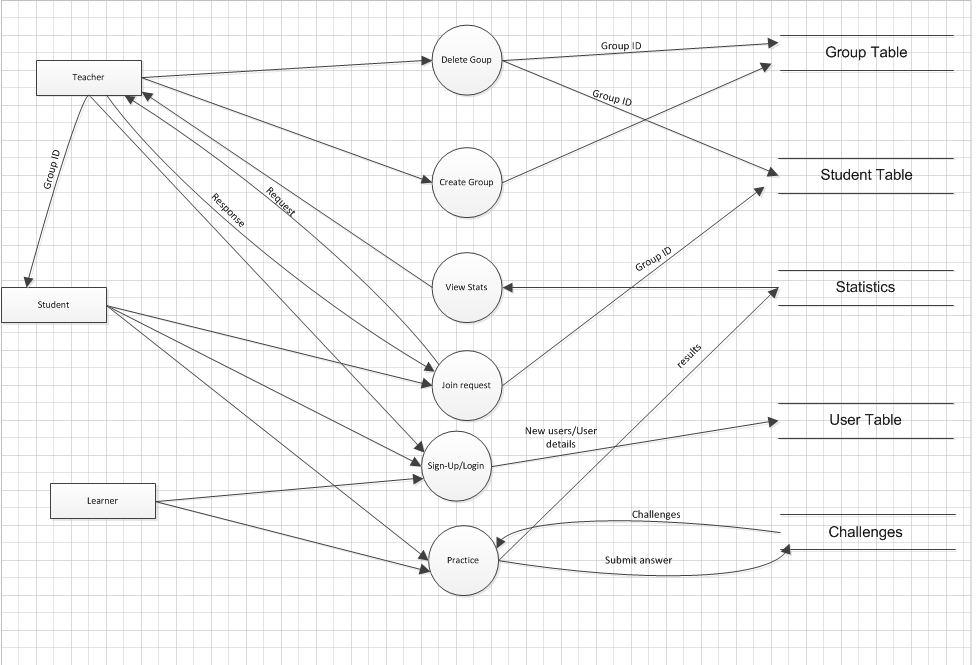 Group ID
Group Table
Delete Goup
Teacher
Group ID
Group ID
Student Table
Create Group
Request
Response
Group ID
View Stats
Statistics
Student
results
Join request
User Table
New users/User
details
Sign-Up/Login
Learner
Challenges
Challenges
Practice
Submit answer